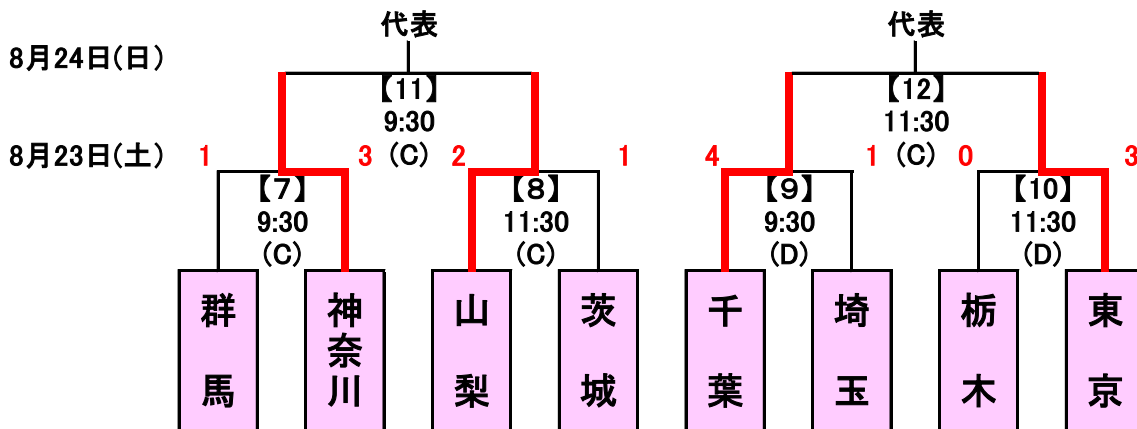 代表 代表
8月24日(日)
【11】 【12】
9:30 11:30
8月23日(土) 1 3 (C) 2 1 4 1 (C) 0 3
【7】 【8】 【9】 【10】
9:30 11:30 9:30 11:30
(C) (C) (D) (D)
群馬 神奈川 山梨 茨城 千葉 埼玉 栃木 東京